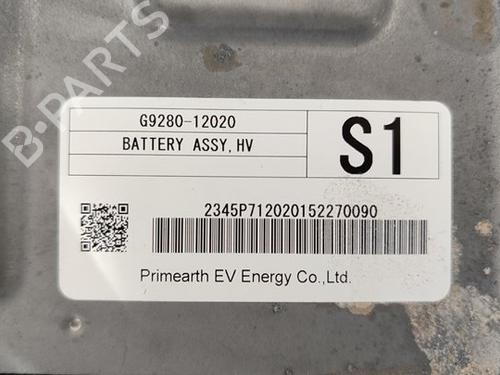 B-PARTS
G9280-12020
BATTERY ASSY,HV
S1
2345P712020152270090
Primearth EV Energy Co.,Ltd.